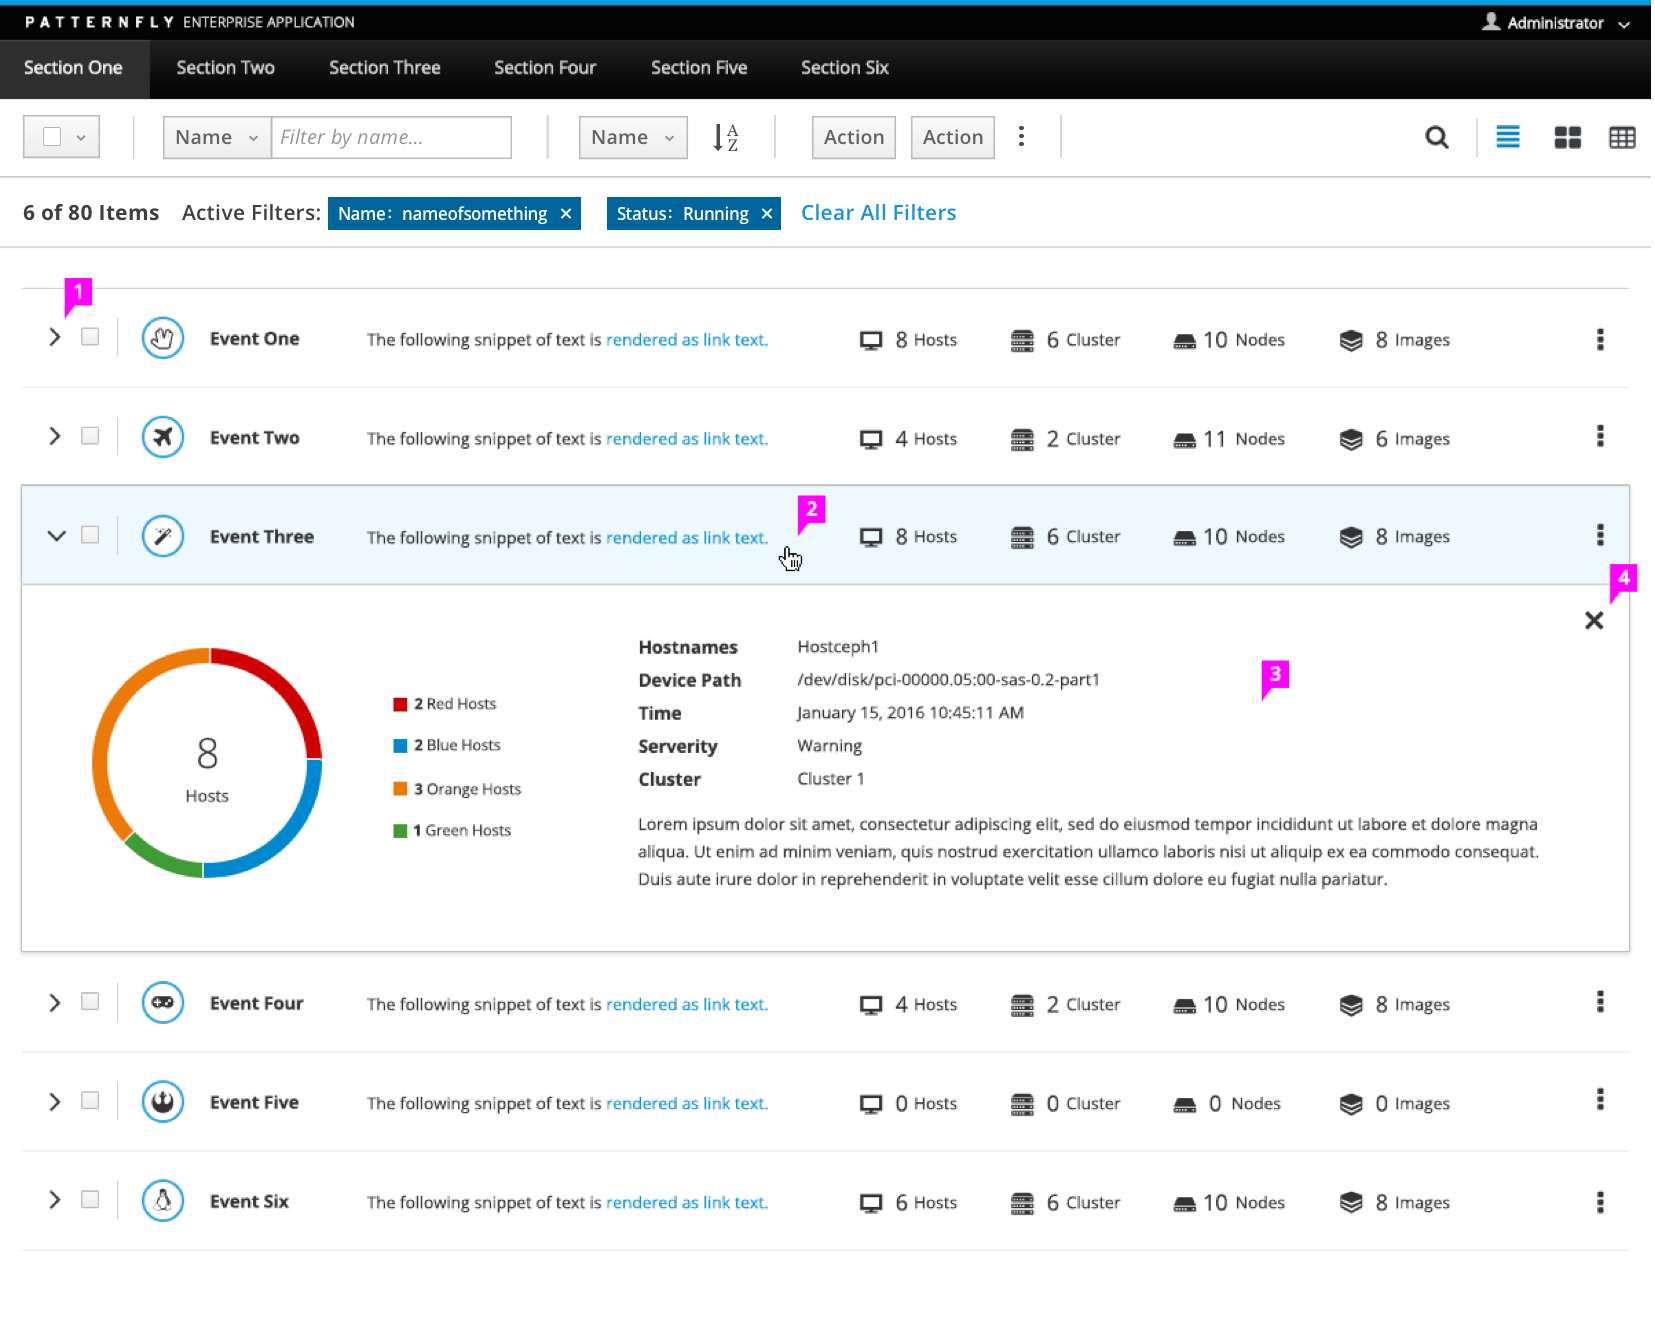 PATTERNFLY ENTERPRISE APPLICATION
Administrator
Section One Section Two Section Three Section Four Section Five Section Six
Name Filter by name... Name A Z Action Action
6 of 80 Items Active Filters: Name: nameofsomething × Status: Running × Clear All Filters
1
Event One The following snippet of text is rendered as link text. 8 Hosts 6 Cluster 10 Nodes 8 Images
Event Two The following snippet of text is rendered as link text. 4 Hosts 2 Cluster 11 Nodes 6 Images
2
Event Three The following snippet of text is rendered as link text. 8 Hosts 6 Cluster 10 Nodes 8 Images
4
8
Hosts
2 Red Hosts
2 Blue Hosts
3 Orange Hosts
1 Green Hosts
Hostnames Hostceph1
3
Device Path /dev/disk/pci-00000.05:00-sas-0.2-part1
Time January 15, 2016 10:45:11 AM
Serverity Warning
Cluster Cluster 1
Lorem ipsum dolor sit amet, consectetur adipiscing elit, sed do eiusmod tempor incididunt ut labore et dolore magna
aliqua. Ut enim ad minim veniam, quis nostrud exercitation ullamco laboris nisi ut aliquip ex ea commodo consequat.
Duis aute irure dolor in reprehenderit in voluptate velit esse cillum dolore eu fugiat nulla pariatur.
Event Four The following snippet of text is rendered as link text. 4 Hosts 2 Cluster 10 Nodes 8 Images
Event Five The following snippet of text is rendered as link text. 0 Hosts 0 Cluster 0 Nodes 0 Images
Event Six The following snippet of text is rendered as link text. 6 Hosts 6 Cluster 10 Nodes 8 Images